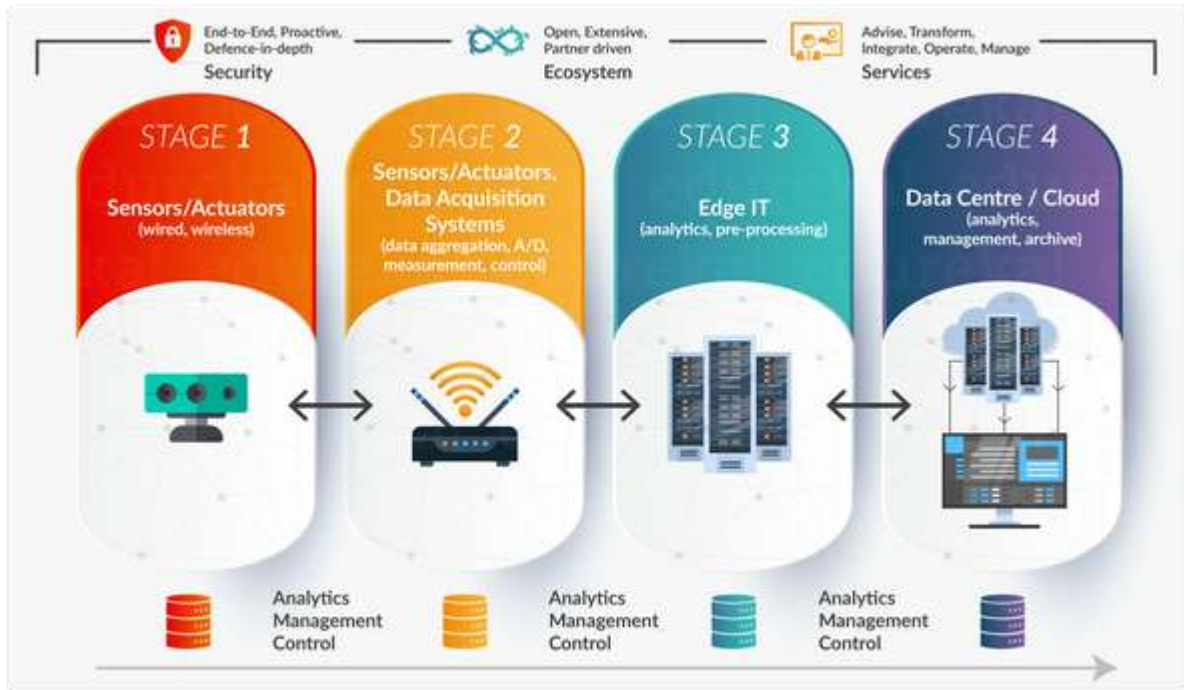 End-to-End, Proactive,
Defence-in-depth
Security
Open, Extensive,
Partner driven
Ecosystem
Advise, Transform,
Integrate, Operate, Manage
Services
STAGE 1
Sensors/Actuators
(wired, wireless)
STAGE 2
Sensors/Actuators,
Data Acquisition
Systems
(data aggregation, A/D,
measurement, control)
STAGE 3
Edge IT
(analytics, pre-processing)
STAGE 4
Data Centre / Cloud
(analytics,
management, archive)
Analytics
Management
Control
Analytics
Management
Control
Analytics
Management
Control